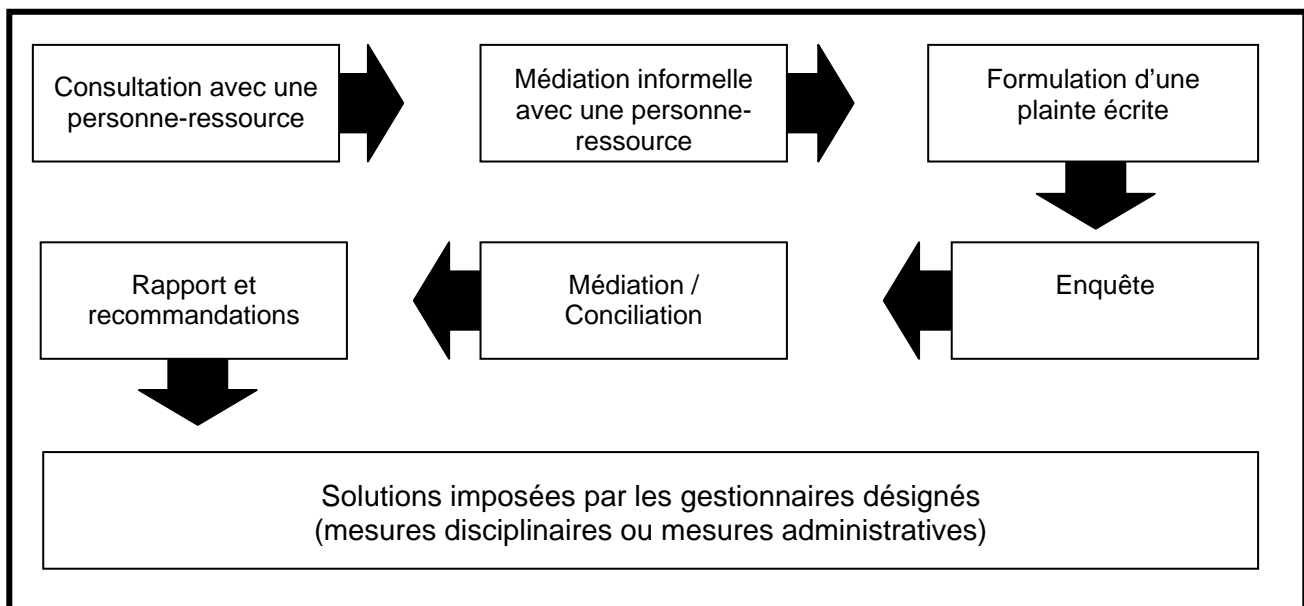 Consultation avec une
personne-ressource
Médiation informelle
avec une personne-
ressource
Formulation d’une
plainte écrite
Enquête
Médiation /
Conciliation
Rapport et
recommandations
Solutions imposées par les gestionnaires désignés
(mesures disciplinaires ou mesures administratives)